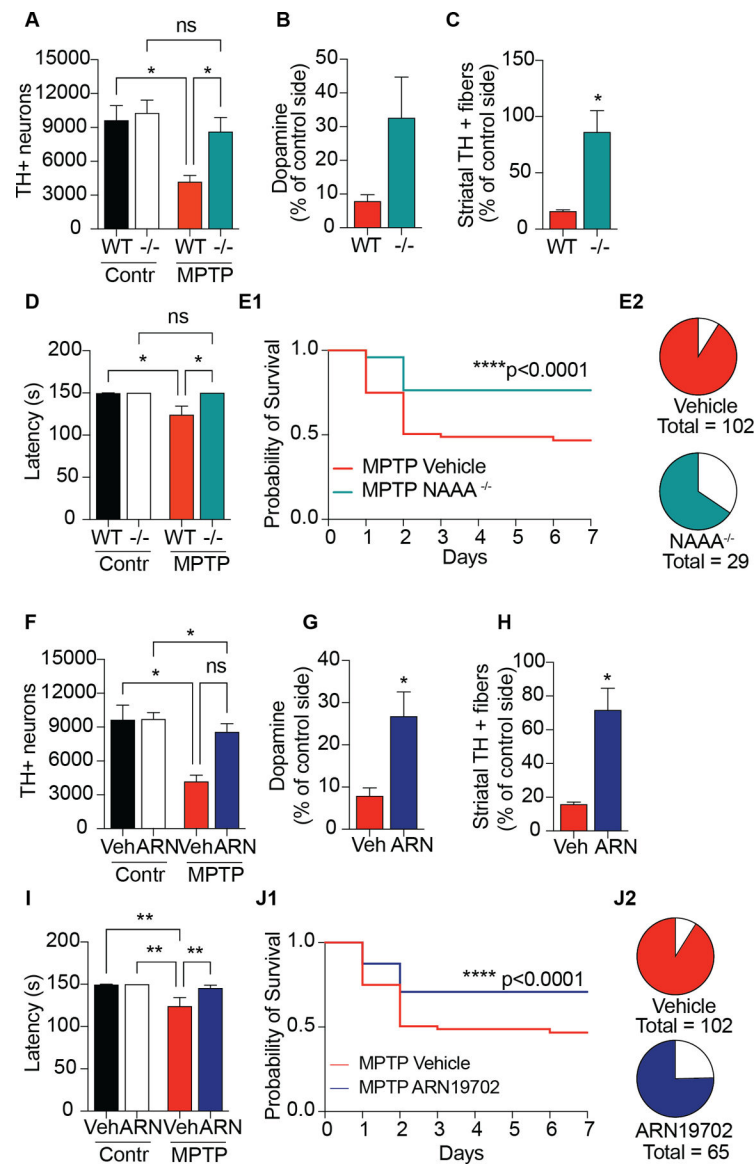 A
TH+ neurons
15000
12000
9000
6000
3000
0
ns
*
*
WT -/- WT -/-
Contr MPTP
B
Dopamine
(% of control side)
50
40
30
20
10
0
WT -/-
C
Striatal TH + fibers
(% of control side)
150
100
50
0
*
WT -/-
D
Latency (s)
200
150
100
50
0
ns
*
*
WT -/- WT -/-
Contr MPTP
E1
Probability of Survival
1.0
0.5
0.0
****p<0.0001
MPTP Vehicle
MPTP NAAA -/-
0 1 2 3 4 5 6 7
Days
E2
Vehicle
Total = 102
NAAA-/-
Total = 29
F
TH+ neurons
15000
12000
9000
6000
3000
0
*
*
ns
VehARN VehARN
Contr MPTP
G
Dopamine
(% of control side)
40
30
20
10
0
*
Veh ARN
H
Striatal TH + fibers
(% of control side)
100
80
60
40
20
0
*
Veh ARN
I
Latency (s)
200
150
100
50
0
**
**
**
VehARN VehARN
Contr MPTP
J1
Probability of Survival
1.0
0.5
0.0
**** p<0.0001
MPTP Vehicle
MPTP ARN19702
0 1 2 3 4 5 6 7
Days
J2
Vehicle
Total = 102
ARN19702
Total = 65